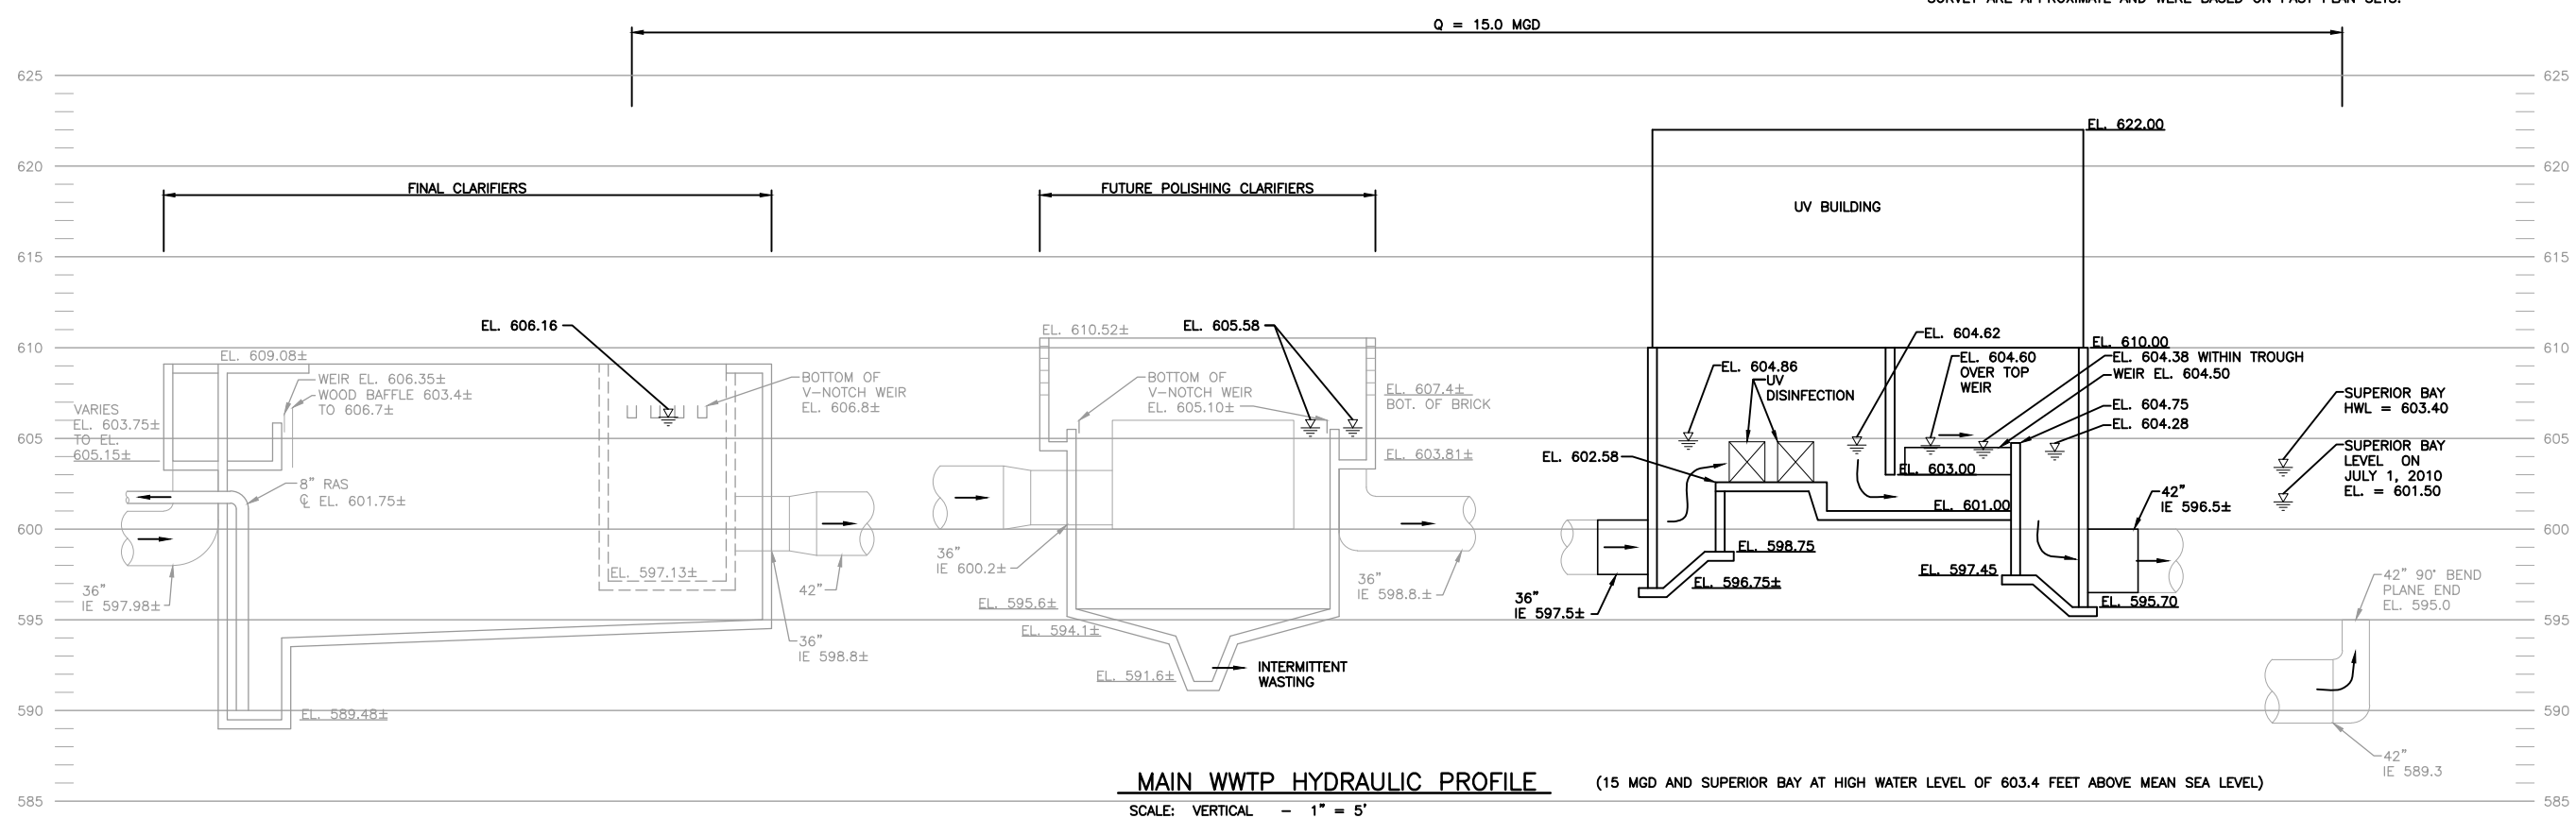 SURVEY ARE APPROXIMATE AND WERE BASED ON PAST PLAN SETS.
Q = 15.0 MGD
625
625
EL. 622.00
620
620
FINAL CLARIFIERS
FUTURE POLISHING CLARIFIERS
UV BUILDING
615
615
EL. 606.16
EL. 610.52±
EL. 605.58
EL. 604.62
EL. 610.00
610
610
EL. 609.08±
EL. 604.86
EL. 604.60
OVER TOP
WEIR
EL. 604.38 WITHIN TROUGH
WEIR EL. 604.50
WEIR EL. 606.35±
WOOD BAFFLE 603.4±
TO 606.7±
BOTTOM OF
V-NOTCH WEIR
EL. 606.8±
BOTTOM OF
V-NOTCH WEIR
EL. 605.10±
EL. 607.4±
BOT. OF BRICK
UV
DISINFECTION
SUPERIOR BAY
HWL = 603.40
VARIES
EL. 603.75±
TO EL.
605.15±
EL. 604.75
EL. 604.28
605
605
EL. 603.81±
EL. 602.58
EL. 603.00
SUPERIOR BAY
LEVEL ON
JULY 1, 2010
EL. = 601.50
8" RAS
℄ EL. 601.75±
EL. 601.00
42"
IE 596.5±
600
600
36"
IE 600.2±
EL. 598.75
EL. 597.13±
EL. 597.45
36"
IE 597.98±
42"
36"
IE 598.8.±
EL. 596.75±
42" 90° BEND
PLANE END
EL. 595.0
EL. 595.6±
36"
IE 597.5±
EL. 595.70
595
595
EL. 594.1±
36"
IE 598.8±
INTERMITTENT
WASTING
EL. 591.6±
EL. 589.48±
590
590
42"
IE 589.3
MAIN WWTP HYDRAULIC PROFILE
(15 MGD AND SUPERIOR BAY AT HIGH WATER LEVEL OF 603.4 FEET ABOVE MEAN SEA LEVEL)
585
585
SCALE: VERTICAL - 1" = 5'